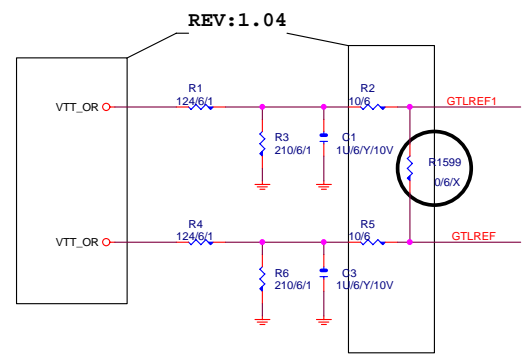 REV:1.04
R1
124/6/1
R2
10/6
VTT_OR
GTLREF1
R3
210/6/1
C1
1U/6/Y/10V
R1599
0/6/X
R4
124/6/1
R5
10/6
VTT_OR
GTLREF
R6
210/6/1
C3
1U/6/Y/10V